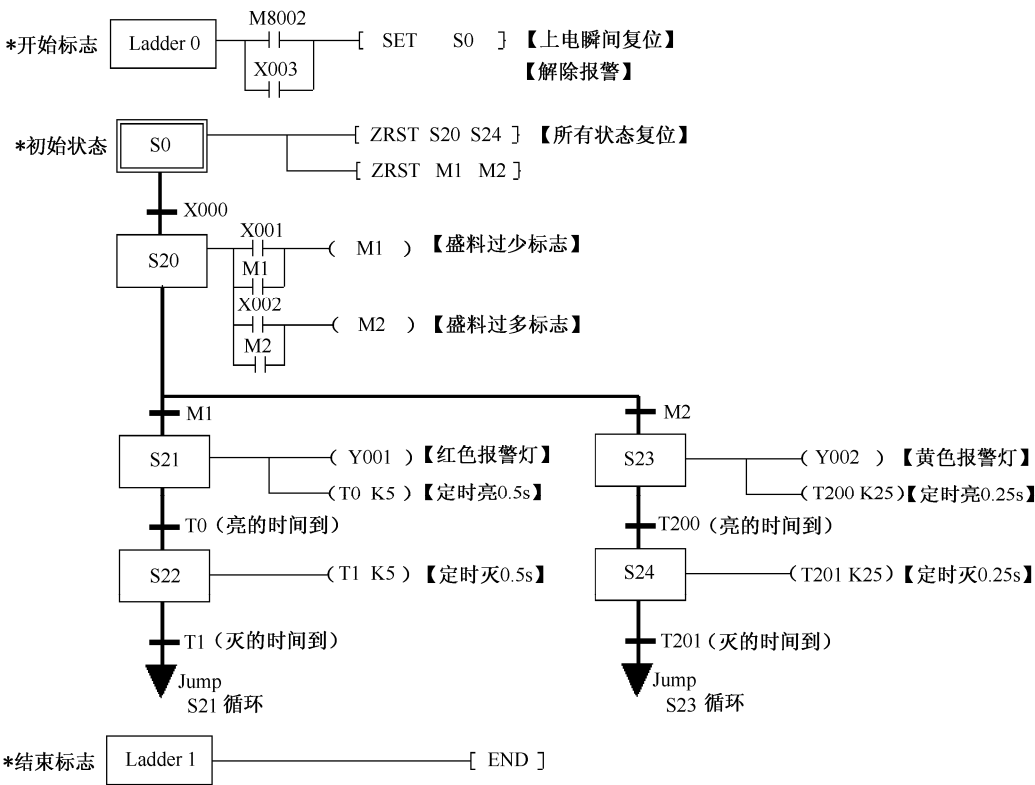 M8002
*开始标志 Ladder 0 [ SET S0 ] 【上电瞬间复位】
X003 【解除报警】
*初始状态 S0 [ ZRST S20 S24 ] 【所有状态复位】
[ ZRST M1 M2 ]
X000
X001
S20 ( M1 ) 【盛料过少标志】
M1
X002
( M2 ) 【盛料过多标志】
M2
M1 M2
S21 ( Y001 ) 【红色报警灯】 S23 ( Y002 ) 【黄色报警灯】
( T0 K5 ) 【定时亮0.5s】 ( T200 K25 ) 【定时亮0.25s】
T0（亮的时间到） T200（亮的时间到）
S22 ( T1 K5 ) 【定时灭0.5s】 S24 ( T201 K25 ) 【定时灭0.25s】
T1（灭的时间到） T201（灭的时间到）
Jump Jump
S21 循环 S23 循环
*结束标志 Ladder 1 [ END ]